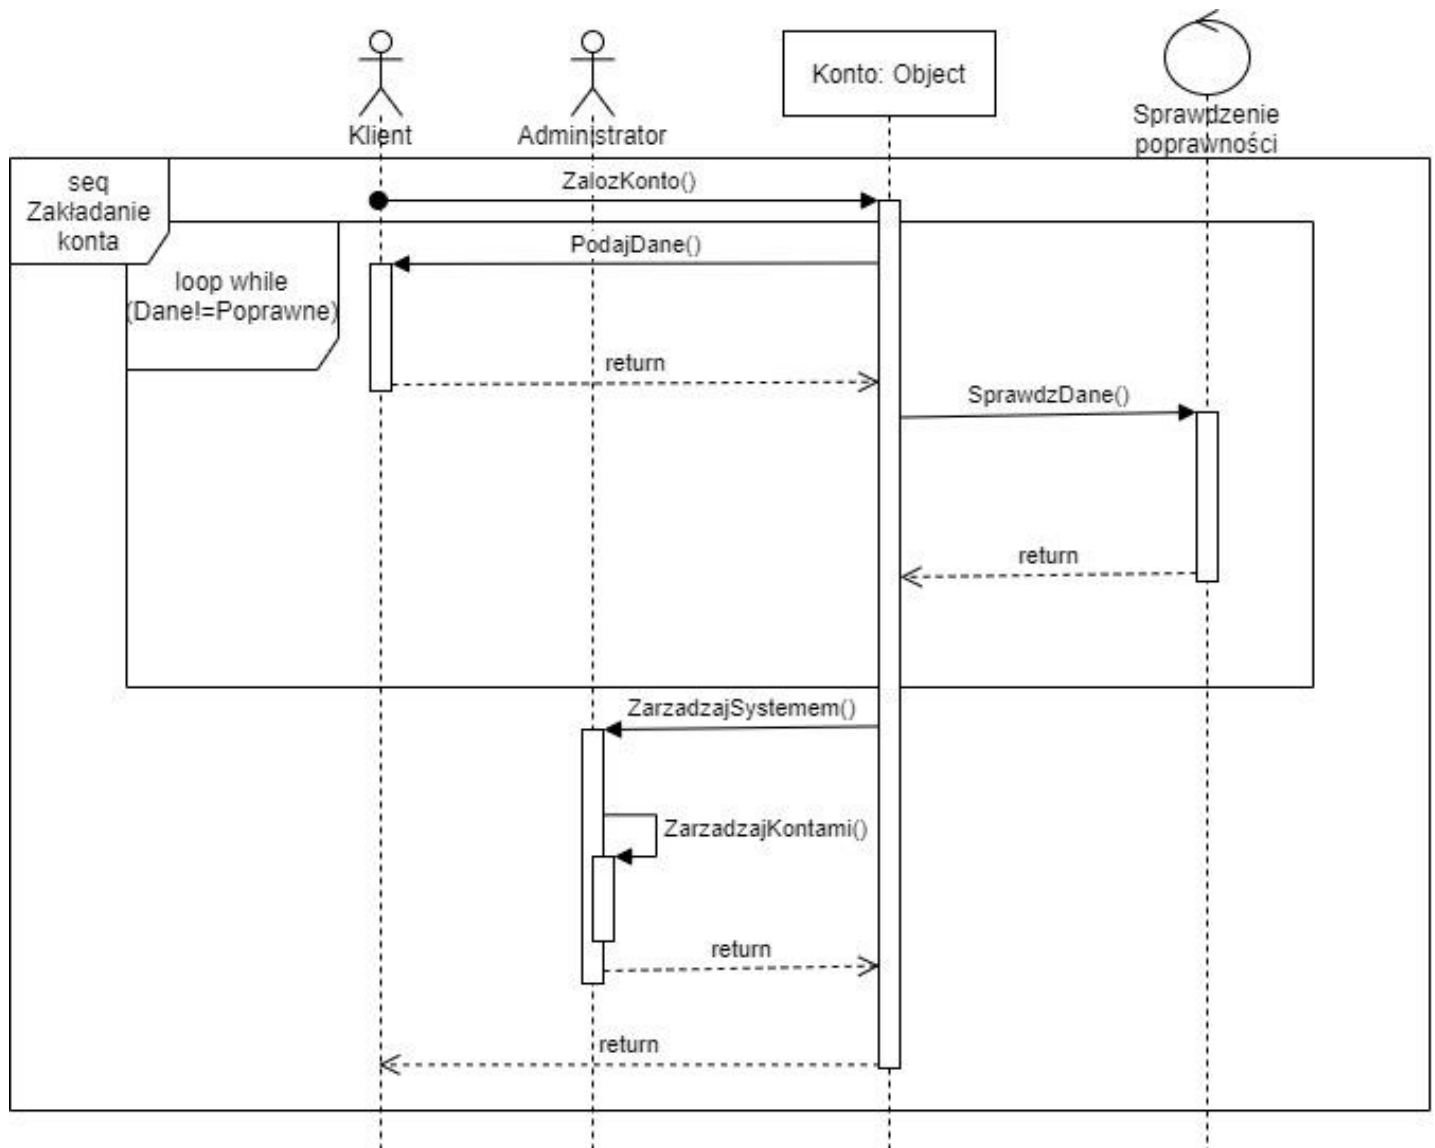 Klient
Administrator
Konto: Object
Sprawdzenie
poprawności
seq
Zakładanie
konta
ZalozKonto()
loop while
(Dane!=Poprawne)
PodajDane()
return
SprawdzDane()
return
ZarzadzajSystemem()
ZarzadzajKontami()
return
return